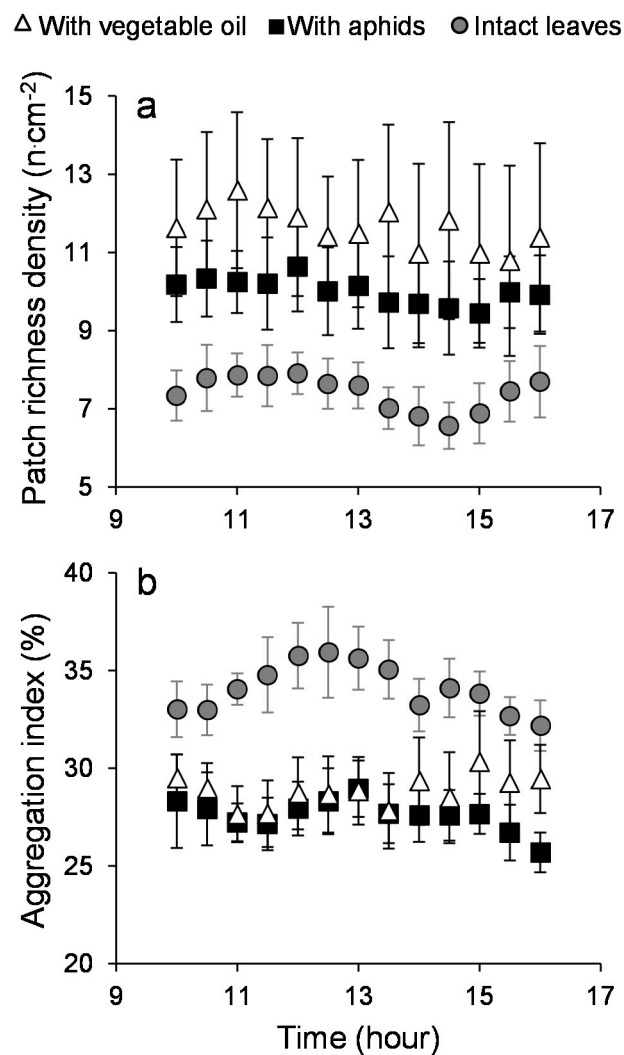 With vegetable oil With aphids Intact leaves
a
Patch richness density (n·cm⁻²)
15
13
11
9
7
5
9 11 13 15 17
b
Aggregation index (%)
40
35
30
25
20
9 11 13 15 17
Time (hour)